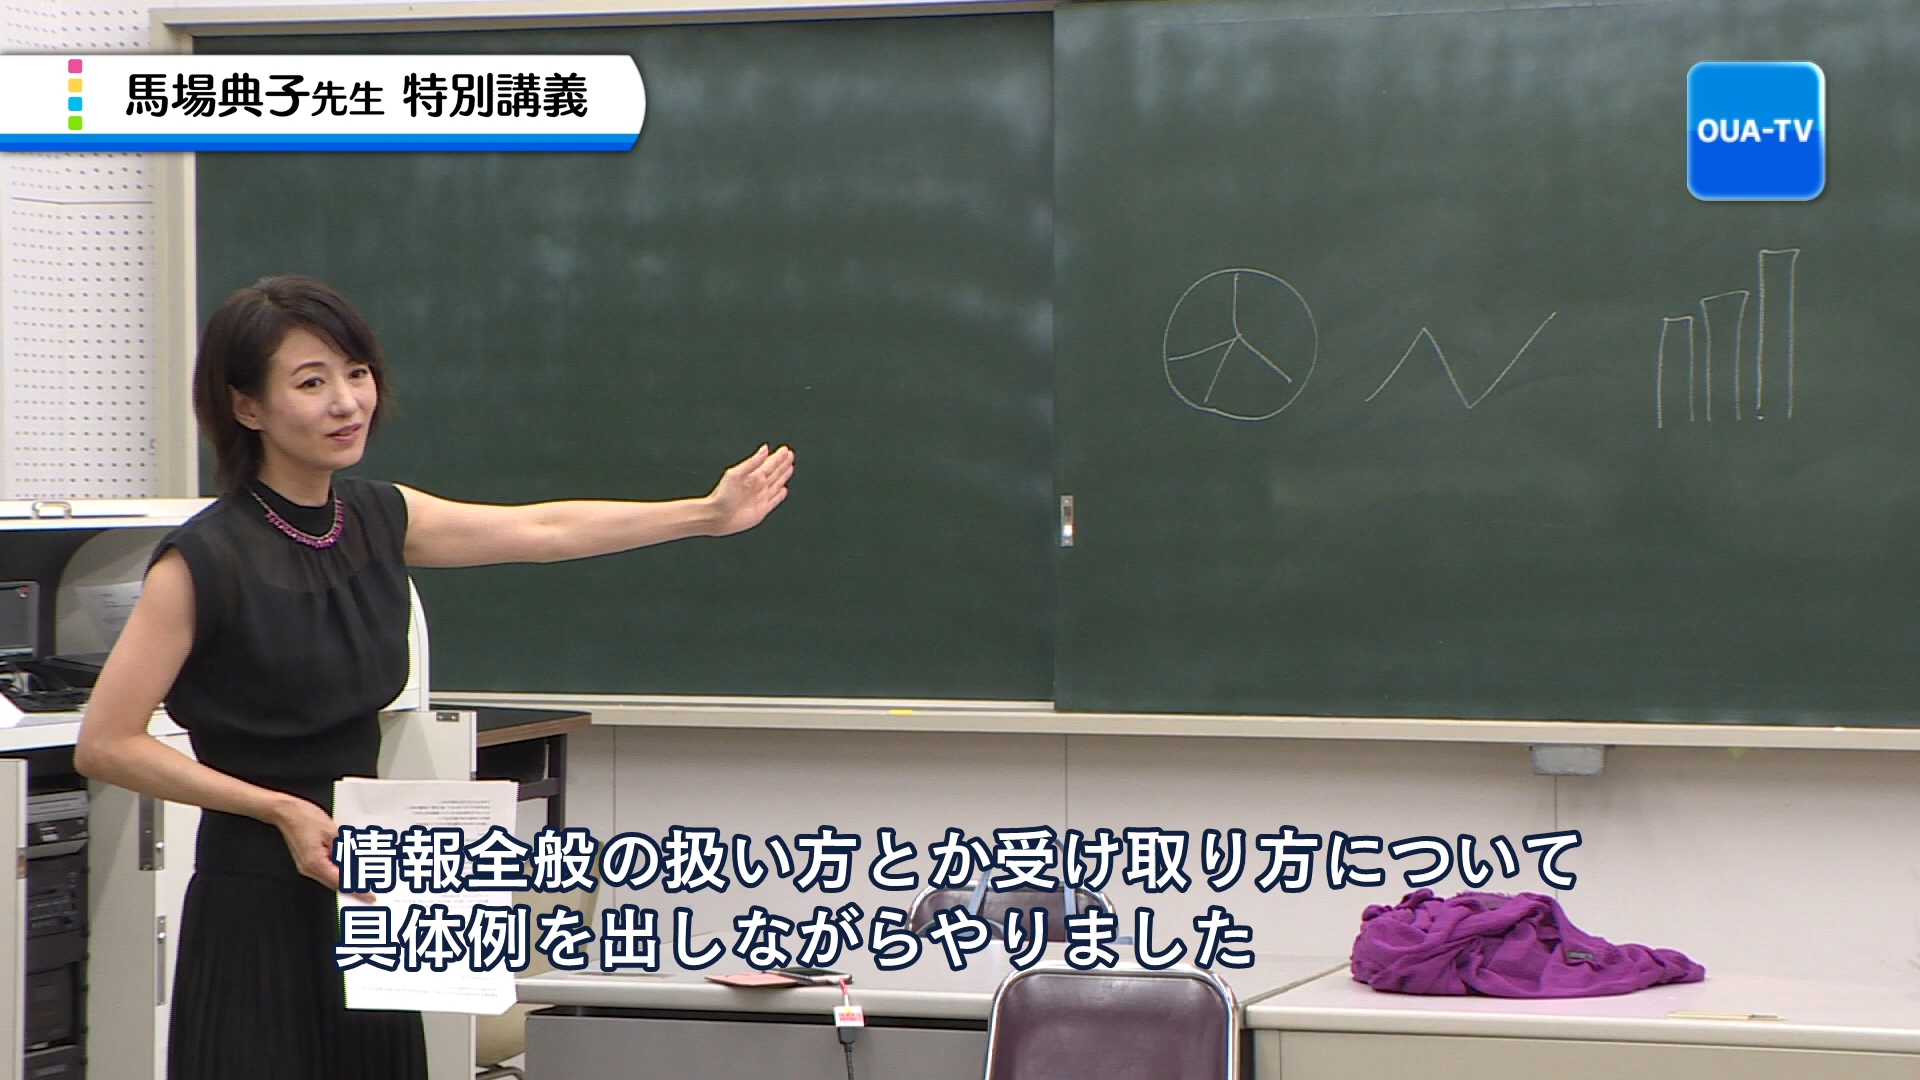 馬場典子先生 特別講義
OUA-TV
情報全般の扱い方とか受け取り方について
具体例を出しながらやりました